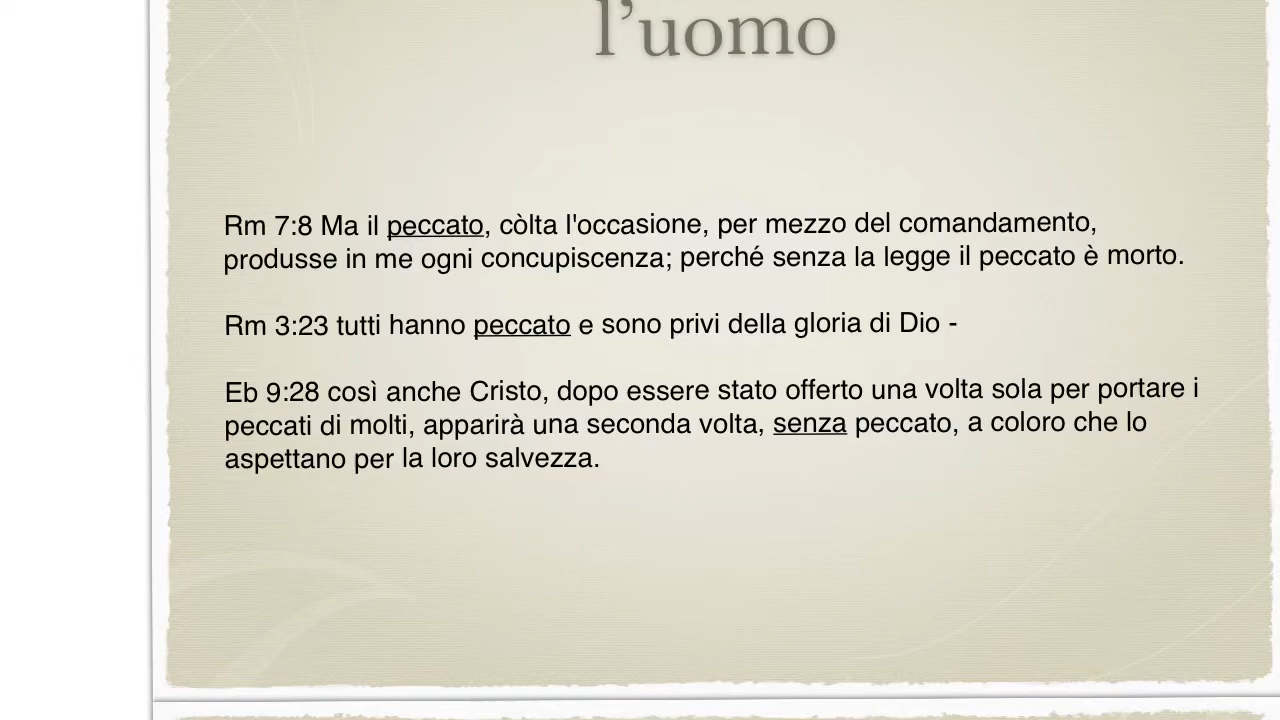 l’uomo
Rm 7:8 Ma il peccato, còlta l'occasione, per mezzo del comandamento,
produsse in me ogni concupiscenza; perché senza la legge il peccato è morto.
Rm 3:23 tutti hanno peccato e sono privi della gloria di Dio -
Eb 9:28 così anche Cristo, dopo essere stato offerto una volta sola per portare i
peccati di molti, apparirà una seconda volta, senza peccato, a coloro che lo
aspettano per la loro salvezza.